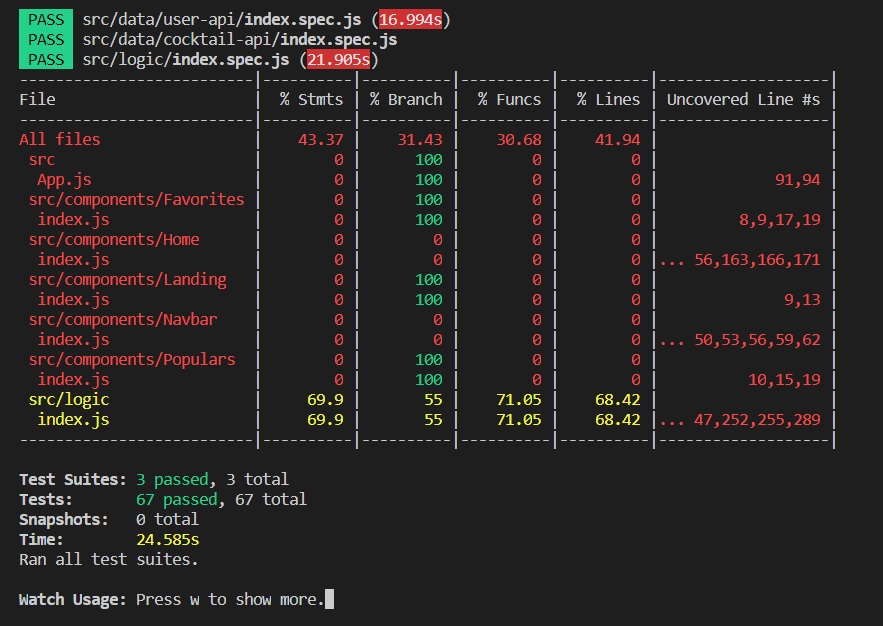 PASS src/data/user-api/index.spec.js (16.994s)
PASS src/data/cocktail-api/index.spec.js
PASS src/logic/index.spec.js (21.905s)
--------------------------|----------|----------|----------|----------|-------------------|
File                      |  % Stmts | % Branch |  % Funcs |  % Lines | Uncovered Line #s |
--------------------------|----------|----------|----------|----------|-------------------|
All files                 |    43.37 |    31.43 |    30.68 |    41.94 |                   |
 src                      |        0 |      100 |        0 |        0 |                   |
  App.js                  |        0 |      100 |        0 |        0 |             91,94 |
 src/components/Favorites |        0 |      100 |        0 |        0 |                   |
  index.js                |        0 |      100 |        0 |        0 |         8,9,17,19 |
 src/components/Home      |        0 |        0 |        0 |        0 |                   |
  index.js                |        0 |        0 |        0 |        0 |... 56,163,166,171 |
 src/components/Landing   |        0 |      100 |        0 |        0 |                   |
  index.js                |        0 |      100 |        0 |        0 |              9,13 |
 src/components/Navbar    |        0 |        0 |        0 |        0 |                   |
  index.js                |        0 |        0 |        0 |        0 |... 50,53,56,59,62 |
 src/components/Populars  |        0 |      100 |        0 |        0 |                   |
  index.js                |        0 |      100 |        0 |        0 |          10,15,19 |
 src/logic                |     69.9 |       55 |    71.05 |    68.42 |                   |
  index.js                |     69.9 |       55 |    71.05 |    68.42 |... 47,252,255,289 |
--------------------------|----------|----------|----------|----------|-------------------|
Test Suites: 3 passed, 3 total
Tests:       67 passed, 67 total
Snapshots:   0 total
Time:        24.585s
Ran all test suites.
Watch Usage: Press w to show more.